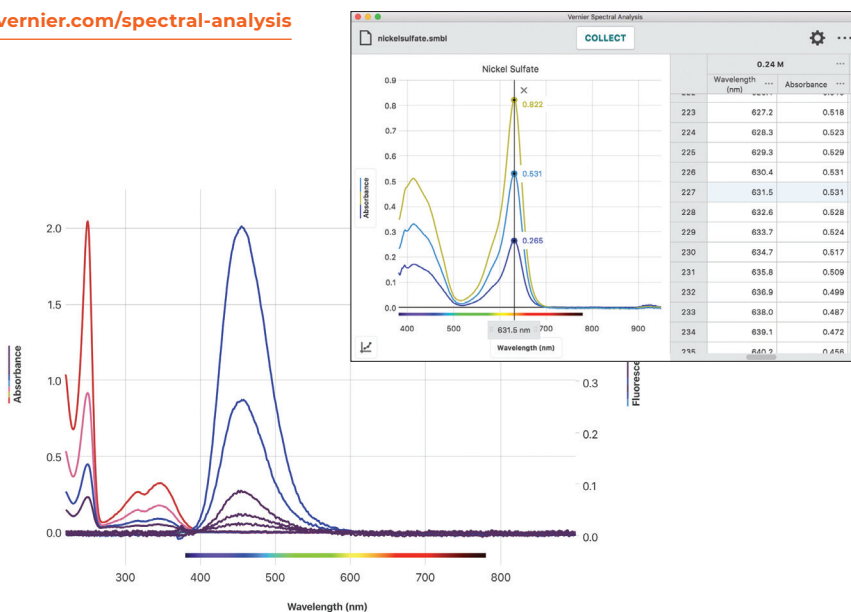 vernier.com/spectral-analysis
Vernier Spectral Analysis
nickelsulfate.smbl
COLLECT
Nickel Sulfate
0.24 M
Wavelength (nm)
Absorbance
223 627.2 0.518
224 628.3 0.523
225 629.3 0.529
226 630.4 0.531
227 631.5 0.531
228 632.6 0.528
229 633.7 0.524
230 634.7 0.517
231 635.8 0.509
232 636.9 0.499
233 638.0 0.487
234 639.1 0.472
235 640.2 0.456
0.9
0.8
0.7
0.6
0.5
0.4
0.3
0.2
0.1
0.0
Absorbance
0.822
0.531
0.265
400 500 700 800 900
631.5 nm
Wavelength (nm)
2.0
1.5
1.0
0.5
0.0
Absorbance
0.3
0.2
0.1
0.0
300 400 500 600 700 800
Wavelength (nm)